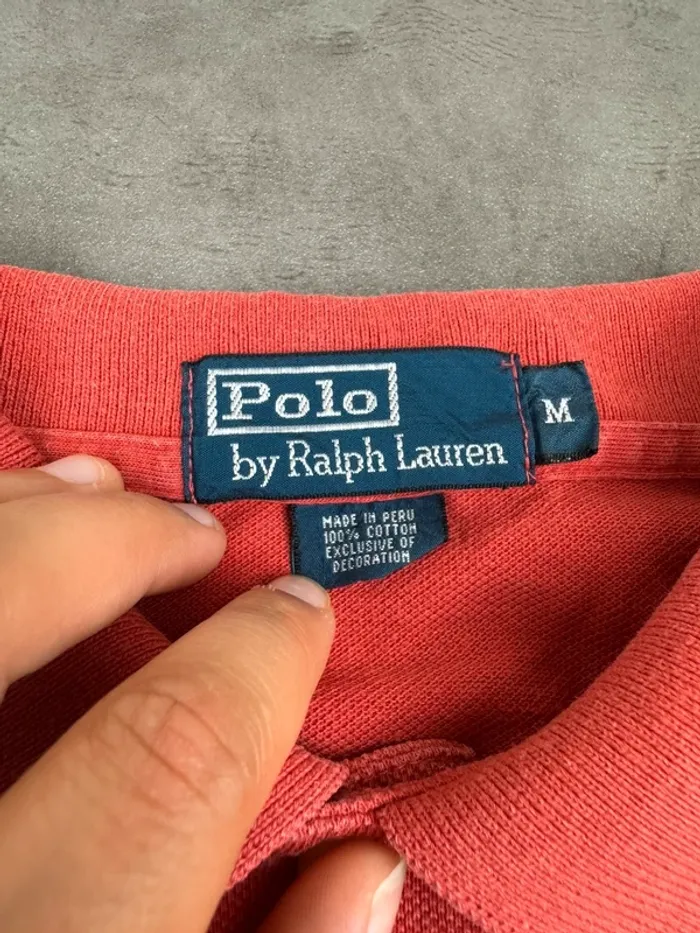 Polo
by Ralph Lauren
M
MADE IN PERU
100% COTTON
EXCLUSIVE OF
DECORATION